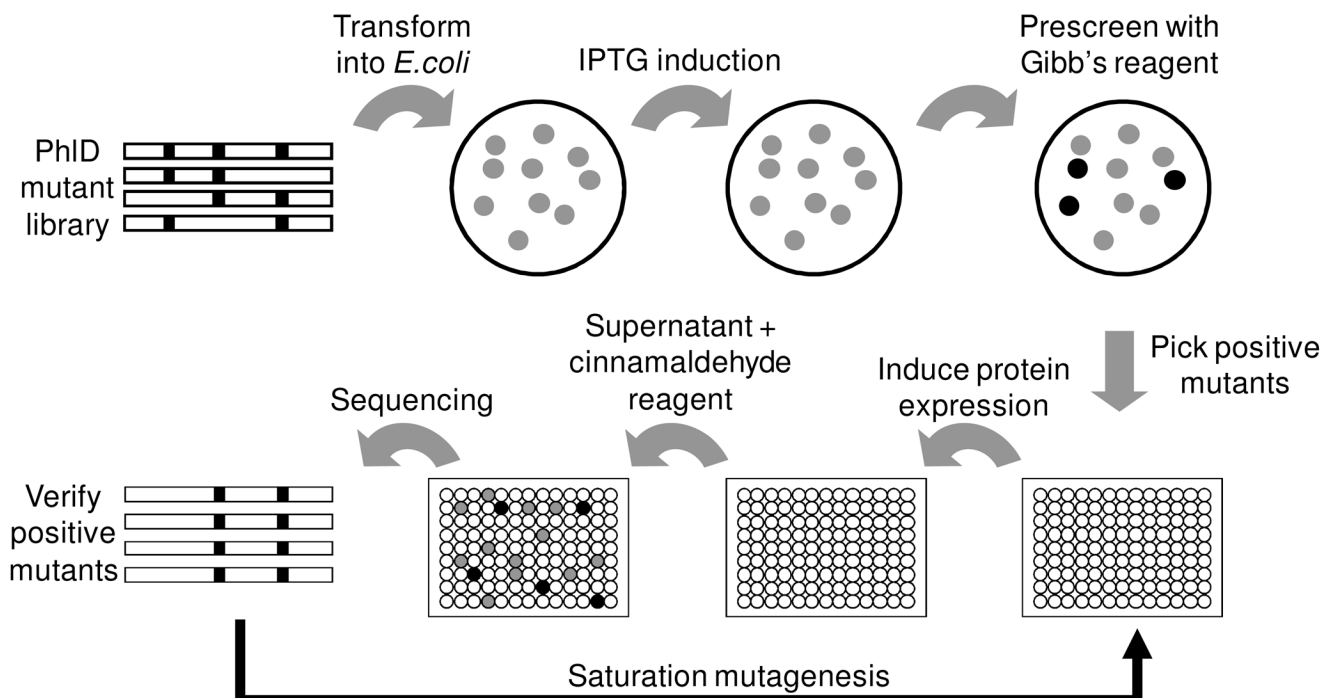 Transform
into E.coli
IPTG induction
Prescreen with
Gibb's reagent
PhlD
mutant
library
Pick positive
mutants
Induce protein
expression
Supernatant +
cinnamaldehyde
reagent
Sequencing
Verify
positive
mutants
Saturation mutagenesis